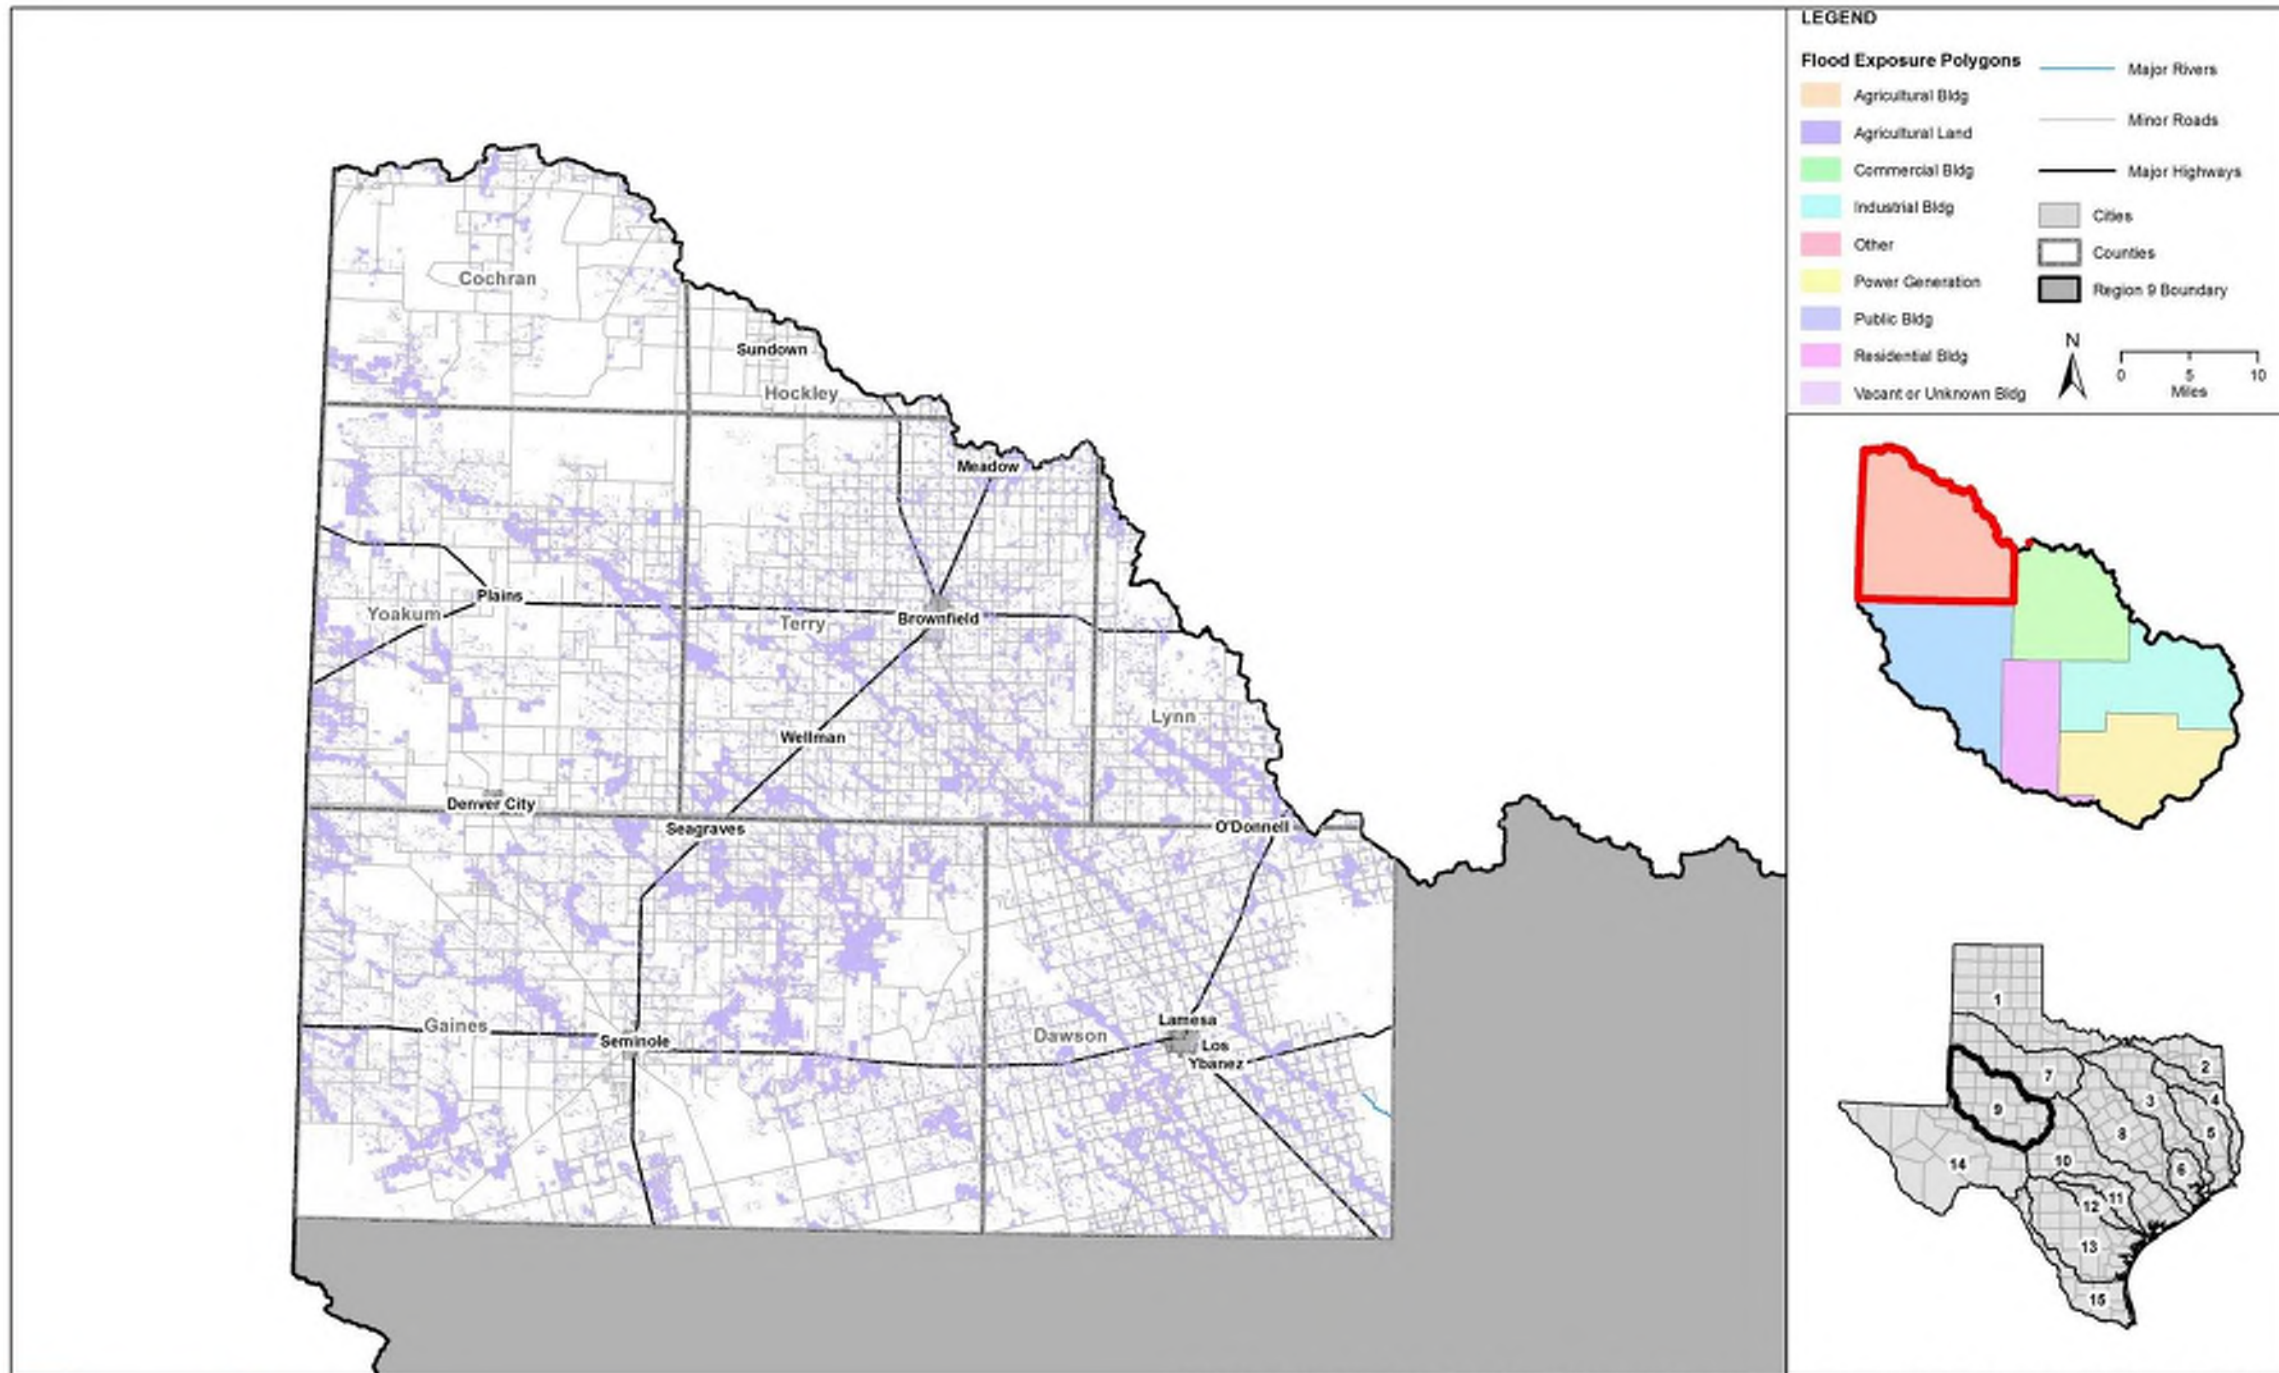 LEGEND
Flood Exposure Polygons
Agricultural Bldg
Agricultural Land
Commercial Bldg
Industrial Bldg
Other
Power Generation
Public Bldg
Residential Bldg
Vacant or Unknown Bldg
Major Rivers
Minor Roads
Major Highways
Cities
Counties
Region 9 Boundary
N
0 5 10
Miles
Cochran
Sundown
Hockley
Meadow
Plains
Yoakum
Terry
Brownfield
Lynn
Wellman
Denver City
Seagraves
O'Donnell
Gaines
Seminole
Dawson
Lamesa
Los
Ybanez
1
2
7
3
4
9
8
5
14
10
6
11
12
13
15